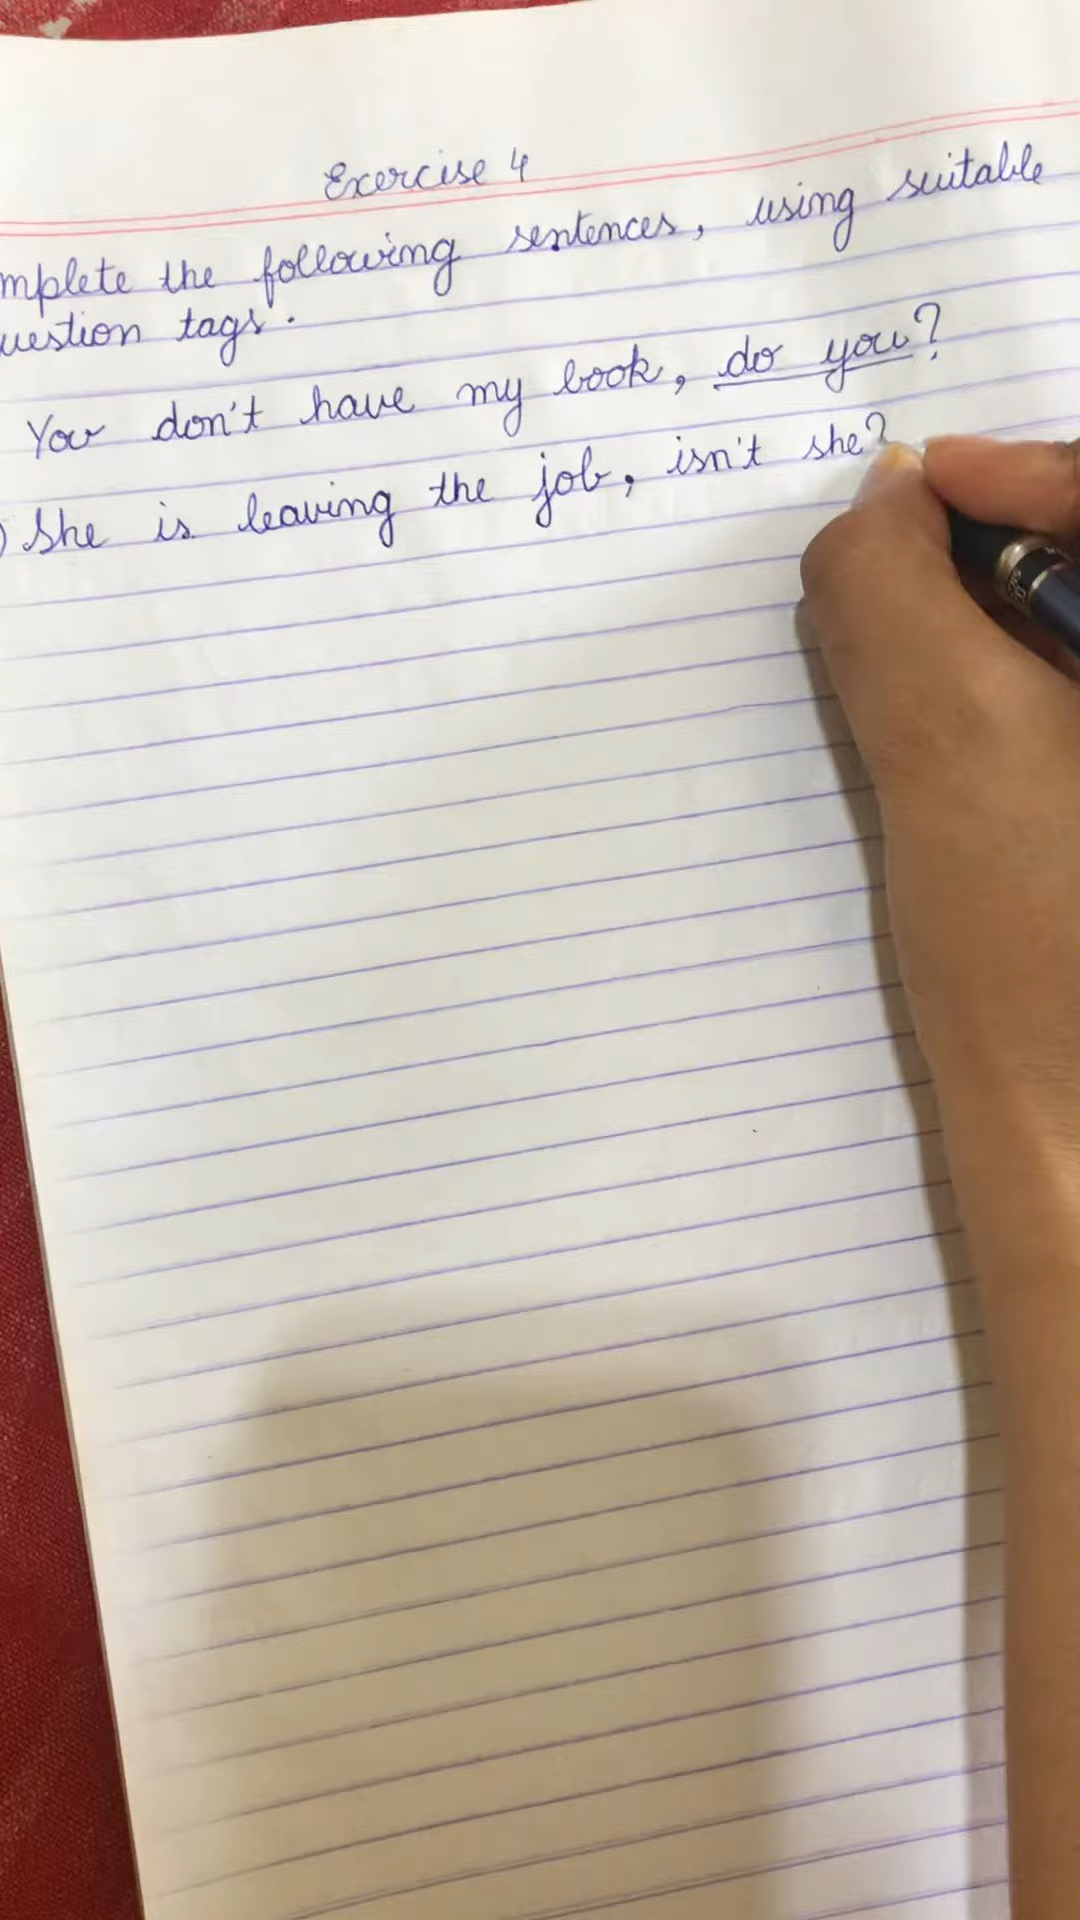 Exercise 4
mplete the following sentences, using suitable
uestion tags.
You don't have my book, do you?
) She is leaving the job, isn't she?